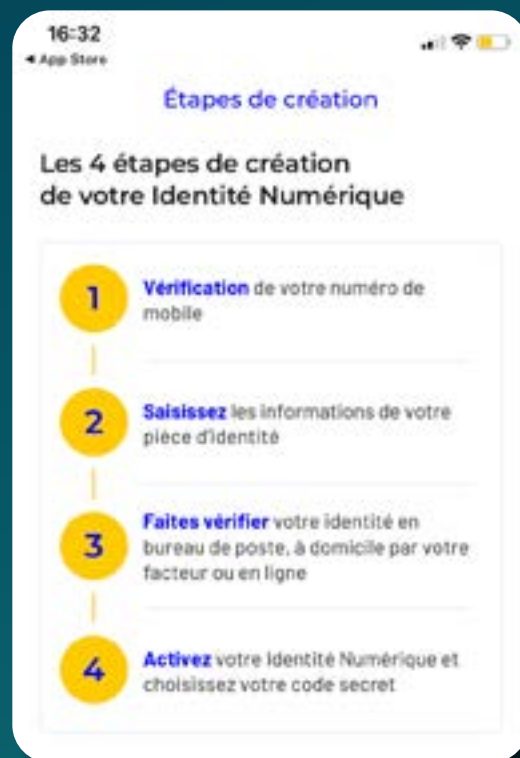 16:32
◀ App Store
Étapes de création
Les 4 étapes de création
de votre Identité Numérique
1
Vérification de votre numéro de
mobile
2
Saisissez les informations de votre
pièce d'identité
3
Faites vérifier votre identité en
bureau de poste, à domicile par votre
facteur ou en ligne
4
Activez votre Identité Numérique et
choisissez votre code secret